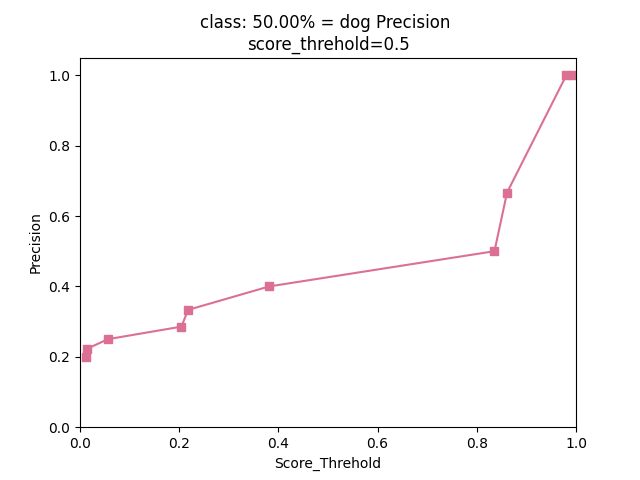 class: 50.00% = dog Precision
score_threhold=0.5
1.0
0.8
0.6
0.4
0.2
0.0
Precision
0.0 0.2 0.4 0.6 0.8 1.0
Score_Threhold